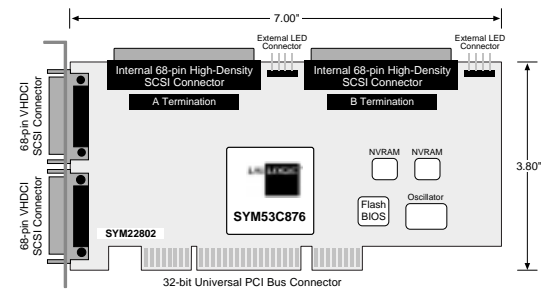 7.00"
External LED
Connector
External LED
Connector
Internal 68-pin High-Density
SCSI Connector
Internal 68-pin High-Density
SCSI Connector
A Termination
B Termination
68-pin VHDCI
SCSI Connector
68-pin VHDCI
SCSI Connector
NVRAM
NVRAM
3.80"
LOGIC
SYM53C876
Flash
BIOS
Oscillator
SYM22802
32-bit Universal PCI Bus Connector